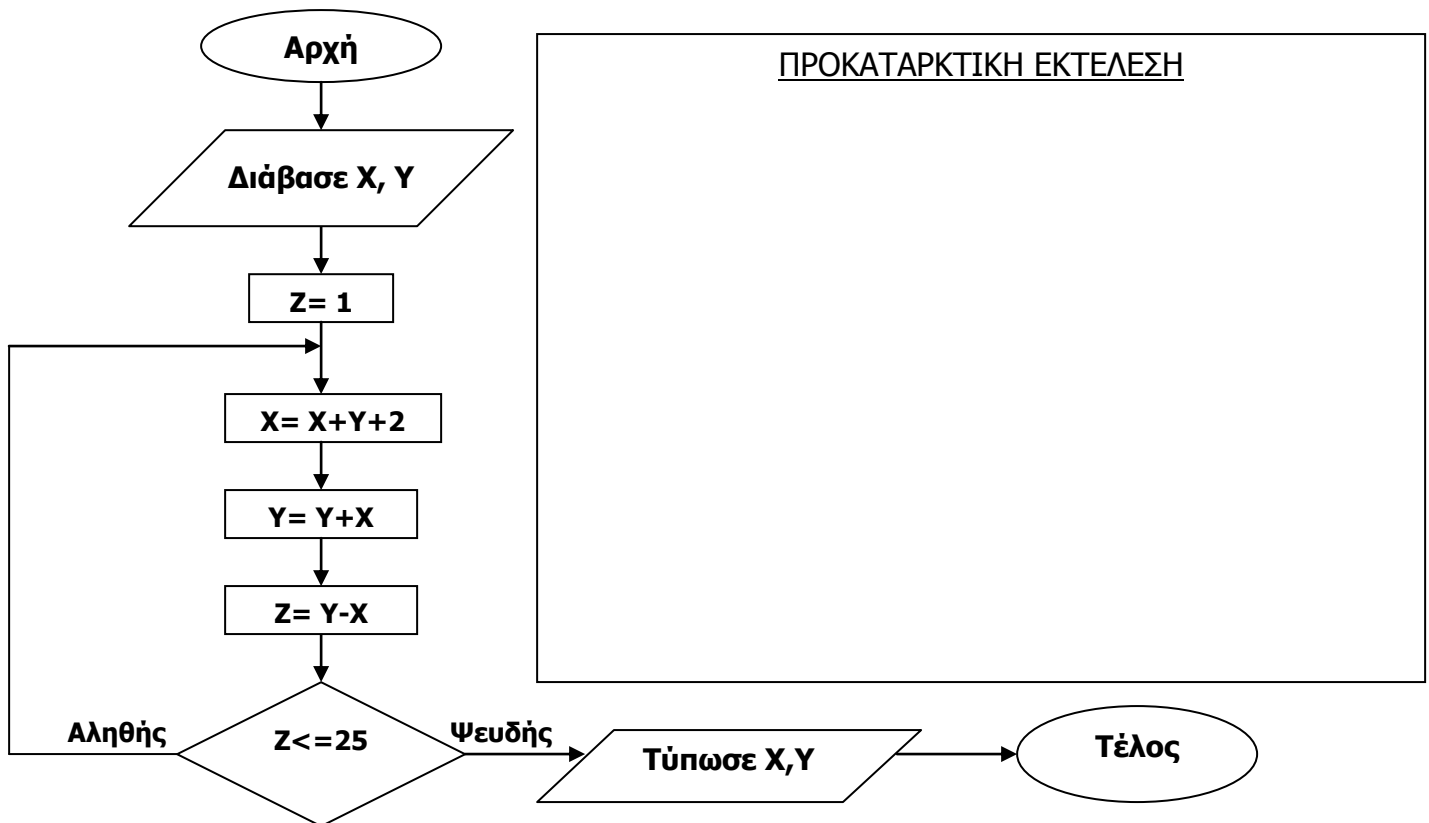 Αρχή
ΠΡΟΚΑΤΑΡΚΤΙΚΗ ΕΚΤΕΛΕΣΗ
Διάβασε Χ, Υ
Ζ= 1
Χ= Χ+Υ+2
Υ= Υ+Χ
Ζ= Υ-Χ
Αληθής
Ζ<=25
Ψευδής
Τύπωσε Χ,Υ
Τέλος